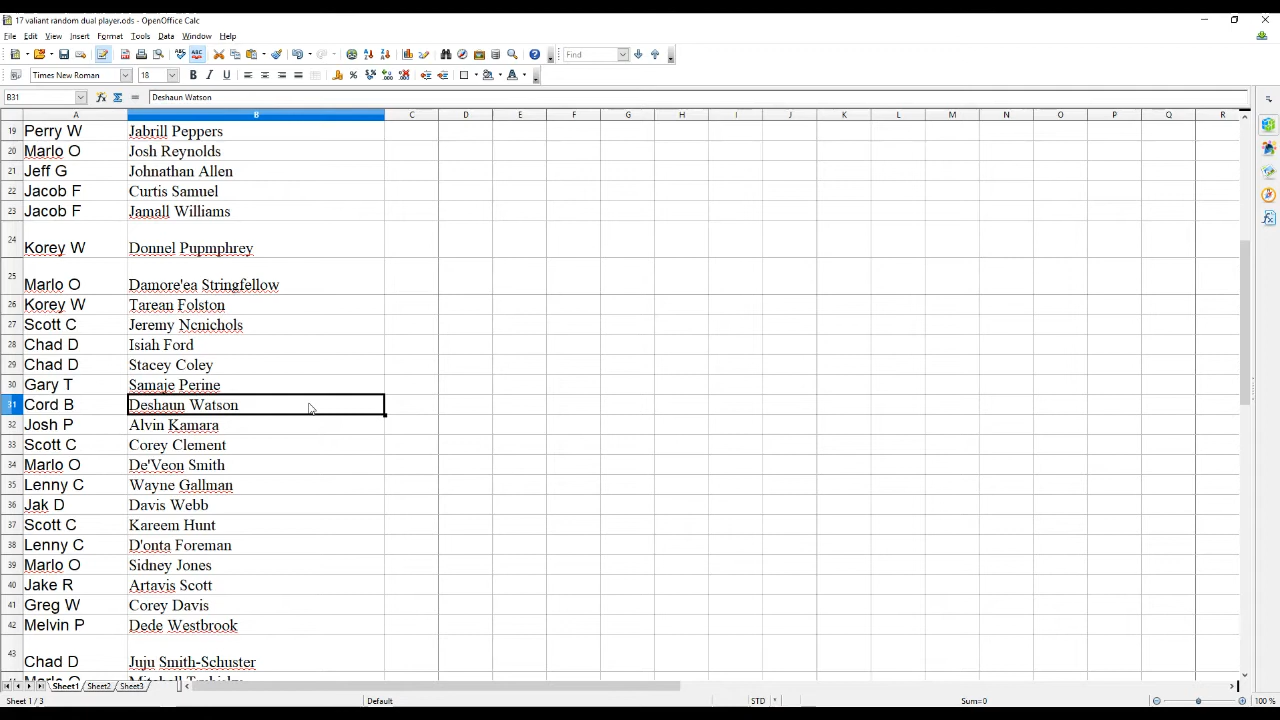 17 valiant random dual player.ods - OpenOffice Calc
File Edit View Insert Format Tools Data Window Help
Find
Times New Roman 18
B31 Deshaun Watson
A B C D E F G H I J K L M N O P Q R
19 Perry W Jabrill Peppers
20 Marlo O Josh Reynolds
21 Jeff G Johnathan Allen
22 Jacob F Curtis Samuel
23 Jacob F Jamall Williams
24 Korey W Donnel Pupmphrey
25 Marlo O Damore'ea Stringfellow
26 Korey W Tarean Folston
27 Scott C Jeremy Ncnichols
28 Chad D Isiah Ford
29 Chad D Stacey Coley
30 Gary T Samaje Perine
31 Cord B Deshaun Watson
32 Josh P Alvin Kamara
33 Scott C Corey Clement
34 Marlo O De'Veon Smith
35 Lenny C Wayne Gallman
36 Jak D Davis Webb
37 Scott C Kareem Hunt
38 Lenny C D'onta Foreman
39 Marlo O Sidney Jones
40 Jake R Artavis Scott
41 Greg W Corey Davis
42 Melvin P Dede Westbrook
43 Chad D Juju Smith-Schuster
Sheet1 Sheet2 Sheet3
Sheet 1 / 3 Default STD * Sum=0 100 %